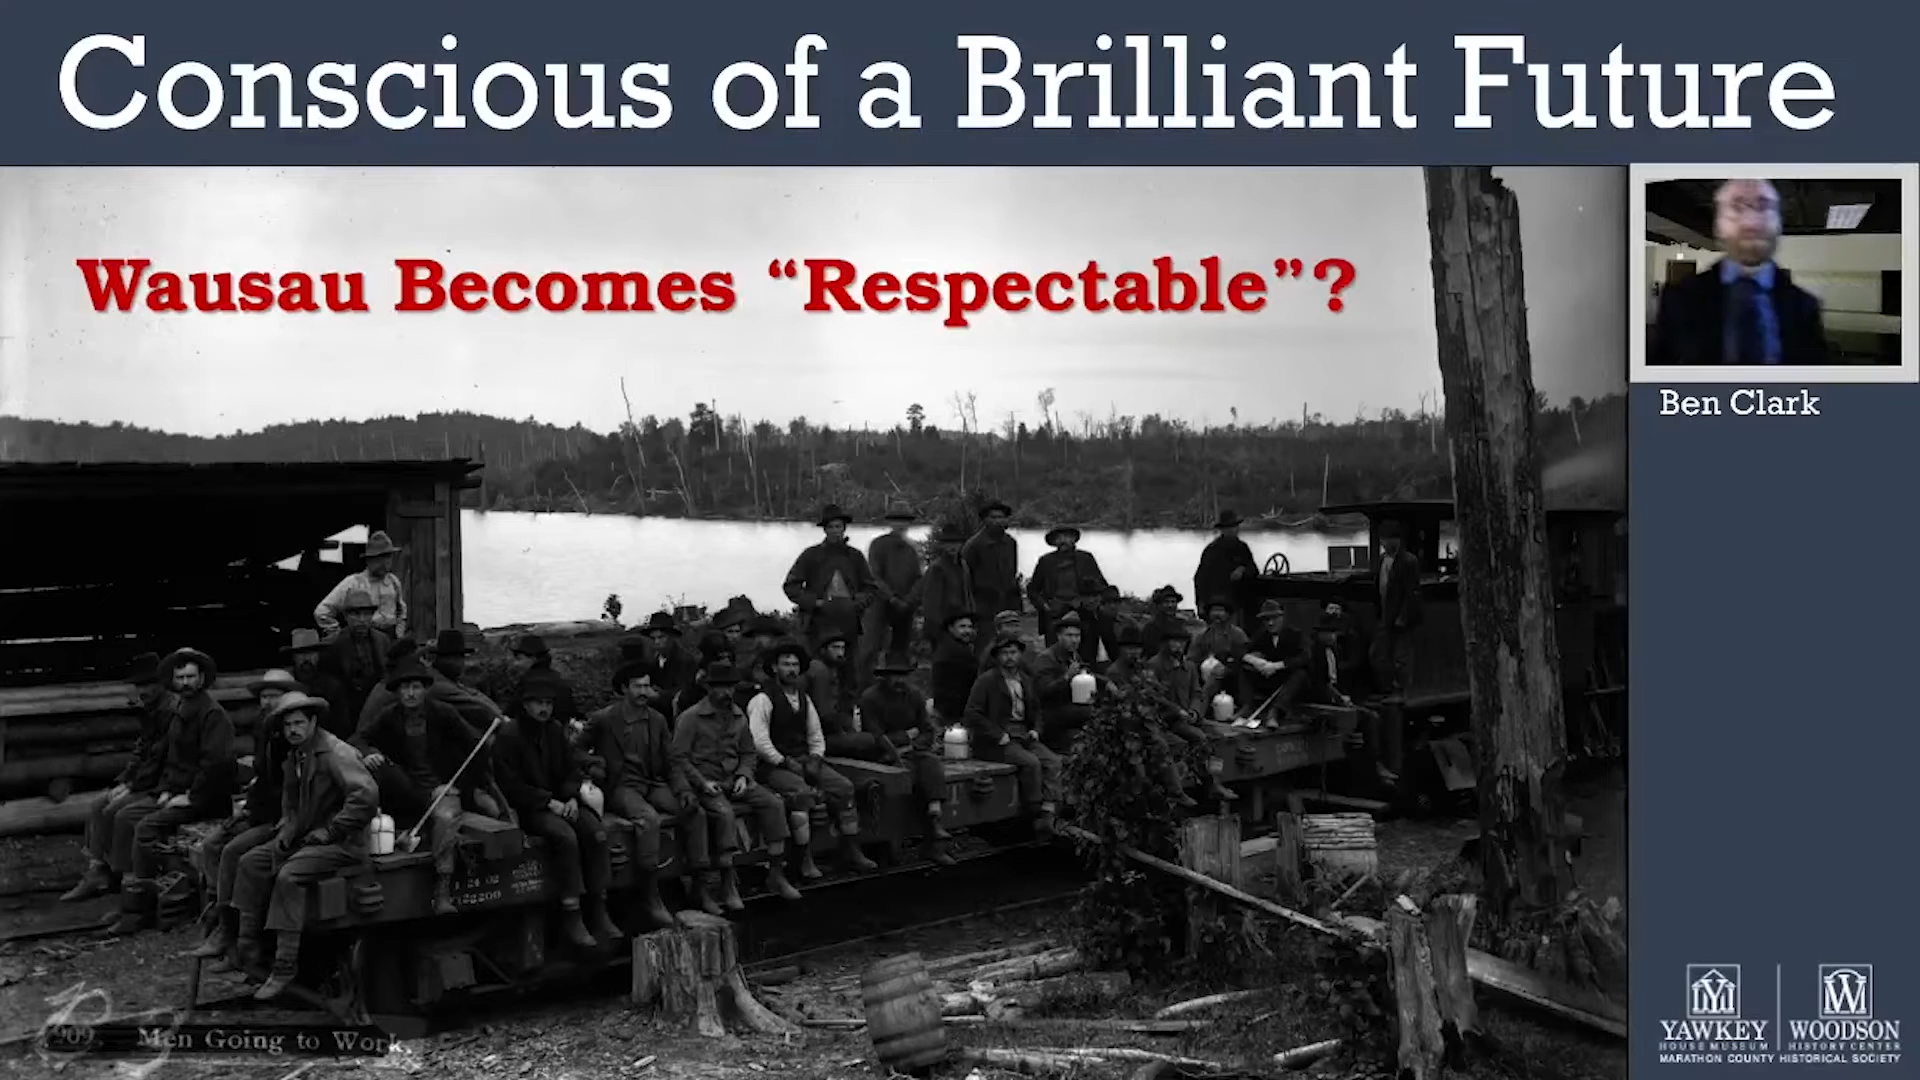 Conscious of a Brilliant Future
Wausau Becomes “Respectable”?
Ben Clark
909. Men Going to Work.
YAWKEY
HOUSE MUSEUM
WOODSON
HISTORY CENTER
MARATHON COUNTY HISTORICAL SOCIETY